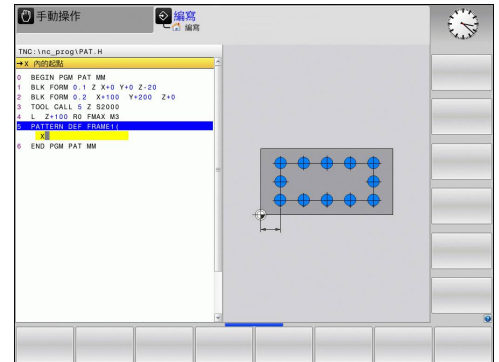 手動操作
編寫
編寫
TNC:\nc_prog\PAT.H
→X 內的起點
0 BEGIN PGM PAT MM
1 BLK FORM 0.1 Z X+0 Y+0 Z-20
2 BLK FORM 0.2 X+100 Y+200 Z+0
3 TOOL CALL 5 Z S2000
4 L Z+100 R0 FMAX M3
5 PATTERN DEF FRAME1(
X
6 END PGM PAT MM